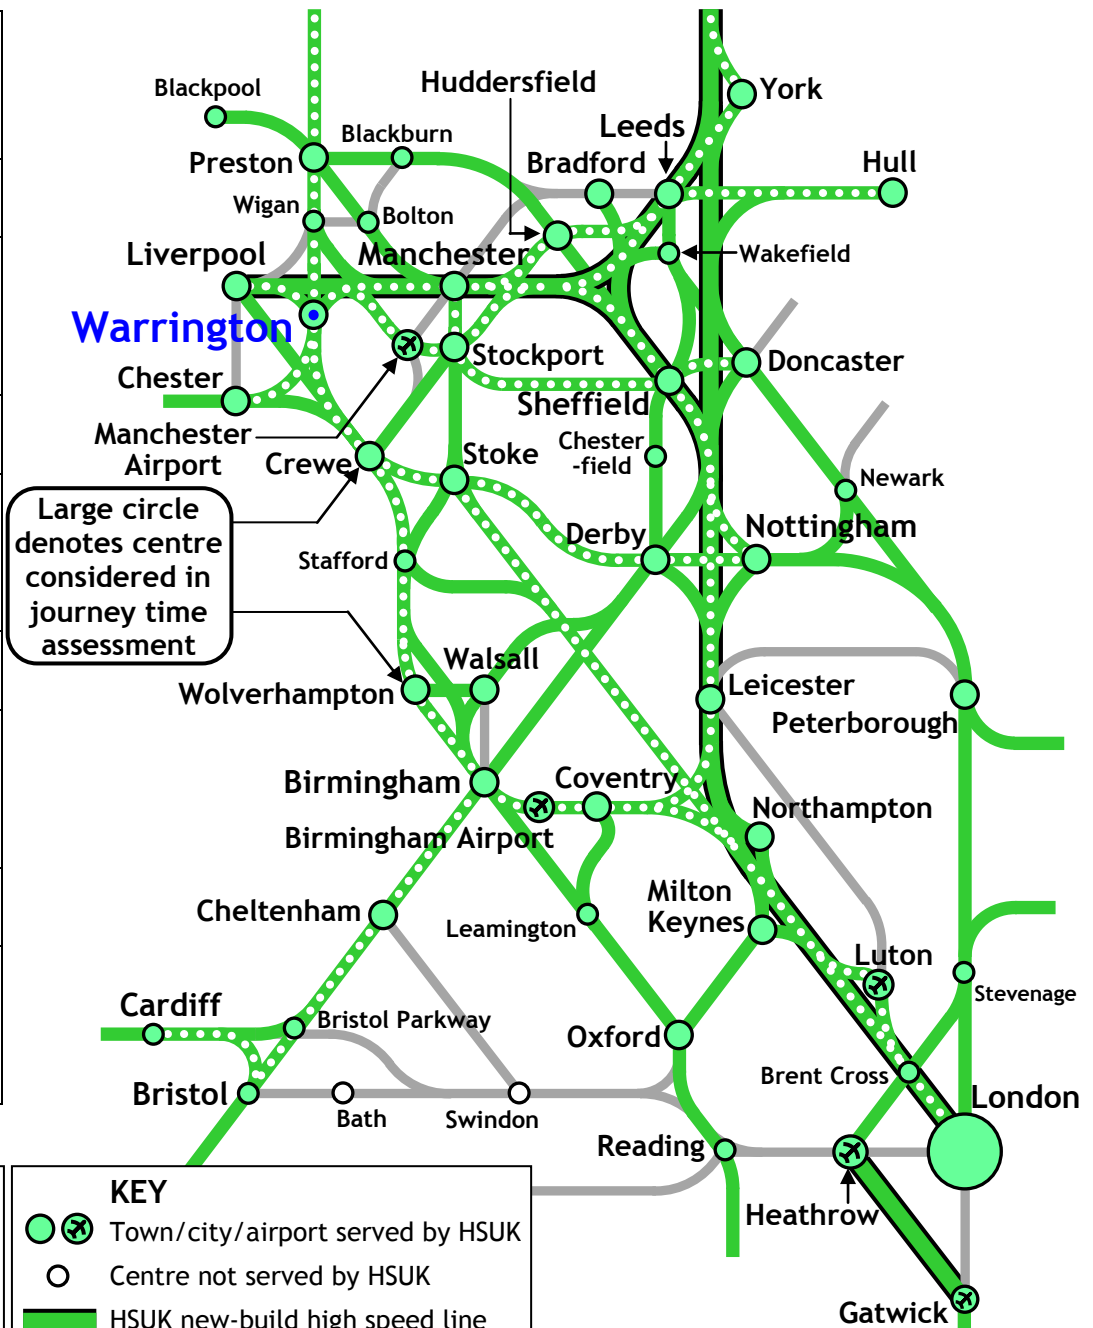 Huddersfield
York
Blackpool
Leeds
Blackburn
Bradford
Hull
Preston
Wigan
Bolton
Liverpool
Manchester
Wakefield
Warrington
Stockport
Doncaster
Chester
Sheffield
Manchester
Airport
Crewe
Stoke
Chester
-field
Newark
Large circle
denotes centre
considered in
journey time
assessment
Derby
Nottingham
Stafford
Walsall
Wolverhampton
Leicester
Peterborough
Birmingham
Coventry
Northampton
Birmingham Airport
Cheltenham
Leamington
Milton
Keynes
Luton
Stevenage
Cardiff
Bristol Parkway
Oxford
Brent Cross
Bristol
Bath
Swindon
London
Reading
Heathrow
Gatwick
KEY
Town/city/airport served by HSUK
Centre not served by HSUK
HSUK new-build high speed line